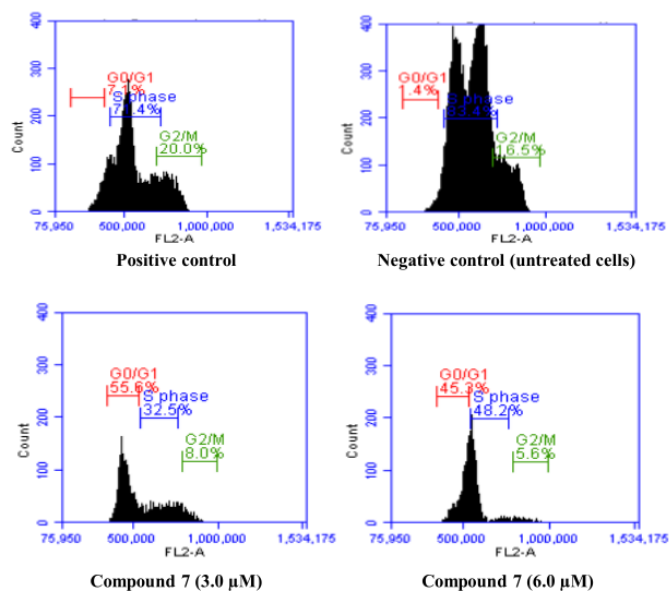 400
300
200
100
0
Count
G0/G1
S phase
G2/M
20.0%
75,950 500,000 1,000,000 1,534,175
FL2-A
Positive control
400
300
200
100
0
Count
G0/G1
1.4%
S phase
83.4%
G2/M
16.5%
75,950 500,000 1,000,000 1,534,175
FL2-A
Negative control (untreated cells)
400
300
200
100
0
Count
G0/G1
55.6%
S phase
32.5%
G2/M
8.0%
75,950 500,000 1,000,000 1,534,175
FL2-A
Compound 7 (3.0 µM)
400
300
200
100
0
Count
G0/G1
45.3%
S phase
48.2%
G2/M
5.6%
75,950 500,000 1,000,000 1,534,175
FL2-A
Compound 7 (6.0 µM)